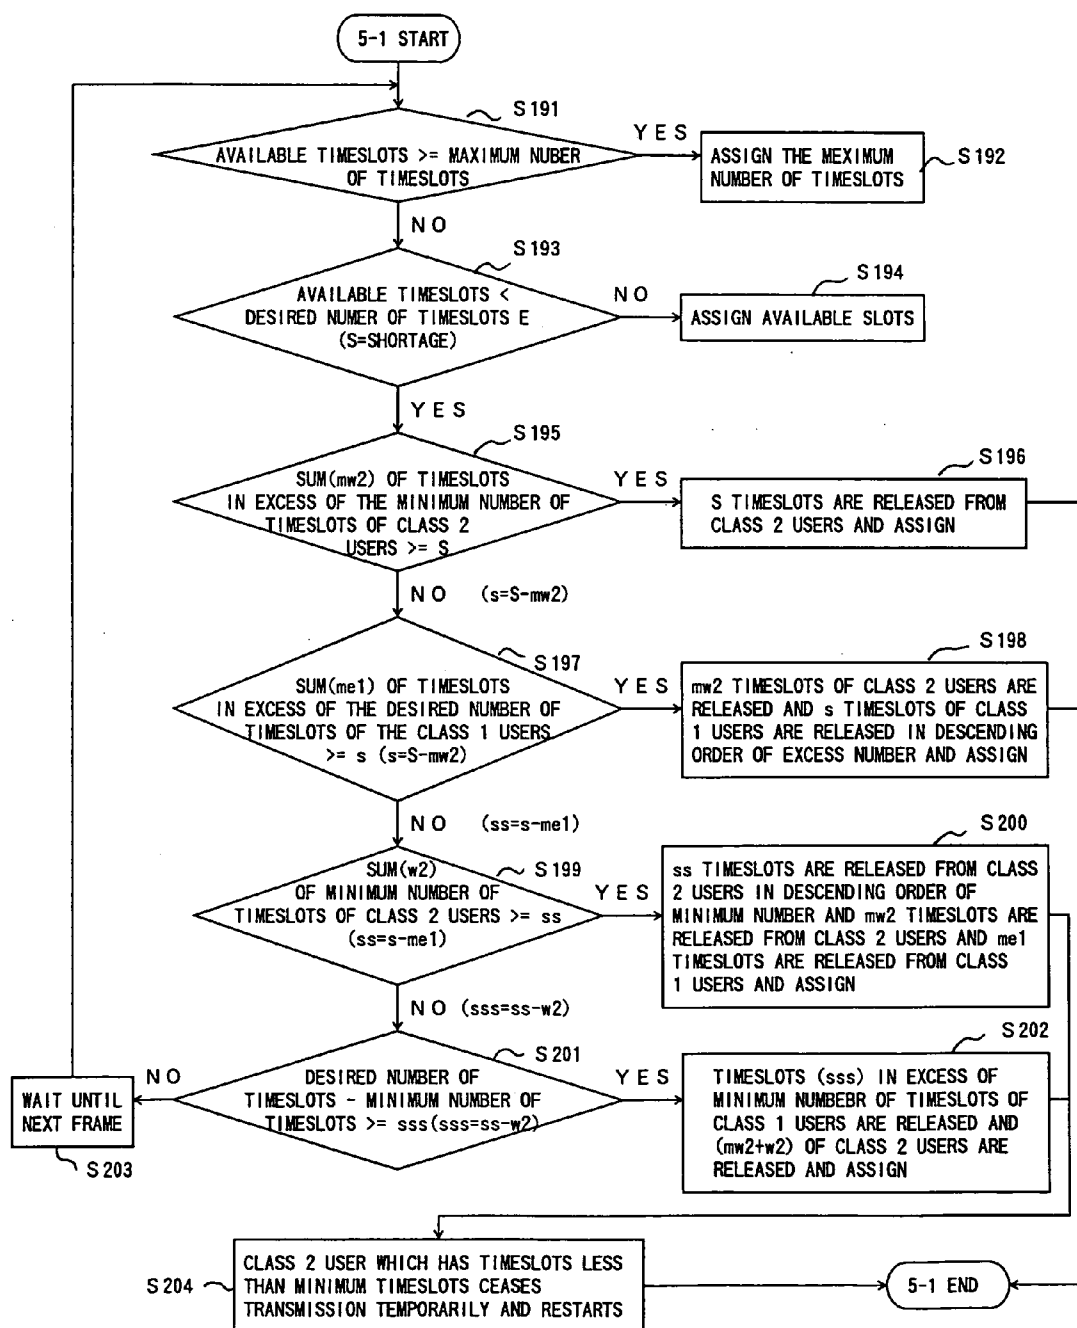 5-1 START
S191
AVAILABLE TIMESLOTS >= MAXIMUM NUBER
OF TIMESLOTS
YES
ASSIGN THE MEXIMUM
NUMBER OF TIMESLOTS
S192
NO
S193
AVAILABLE TIMESLOTS <
DESIRED NUMER OF TIMESLOTS E
(S=SHORTAGE)
NO
S194
ASSIGN AVAILABLE SLOTS
YES
S195
SUM(mw2) OF TIMESLOTS
IN EXCESS OF THE MINIMUM NUMBER OF
TIMESLOTS OF CLASS 2
USERS >= S
YES
S196
S TIMESLOTS ARE RELEASED FROM
CLASS 2 USERS AND ASSIGN
NO (s=S-mw2)
S197
SUM(me1) OF TIMESLOTS
IN EXCESS OF THE DESIRED NUMBER OF
TIMESLOTS OF THE CLASS 1 USERS
>= s (s=S-mw2)
YES
S198
mw2 TIMESLOTS OF CLASS 2 USERS ARE
RELEASED AND s TIMESLOTS OF CLASS
1 USERS ARE RELEASED IN DESCENDING
ORDER OF EXCESS NUMBER AND ASSIGN
NO (ss=s-me1)
S199
SUM(w2)
OF MINIMUM NUMBER OF
TIMESLOTS OF CLASS 2 USERS >= ss
(ss=s-me1)
YES
S200
ss TIMESLOTS ARE RELEASED FROM CLASS
2 USERS IN DESCENDING ORDER OF
MINIMUM NUMBER AND mw2 TIMESLOTS ARE
RELEASED FROM CLASS 2 USERS AND me1
TIMESLOTS ARE RELEASED FROM CLASS
1 USERS AND ASSIGN
NO (sss=ss-w2)
S201
DESIRED NUMBER OF
TIMESLOTS - MINIMUM NUMBER OF
TIMESLOTS >= sss(sss=ss-w2)
YES
S202
TIMESLOTS (sss) IN EXCESS OF
MINIMUM NUMBEBR OF TIMESLOTS OF
CLASS 1 USERS ARE RELEASED AND
(mw2+w2) OF CLASS 2 USERS ARE
RELEASED AND ASSIGN
NO
WAIT UNTIL
NEXT FRAME
S203
S204
CLASS 2 USER WHICH HAS TIMESLOTS LESS
THAN MINIMUM TIMESLOTS CEASES
TRANSMISSION TEMPORARILY AND RESTARTS
5-1 END